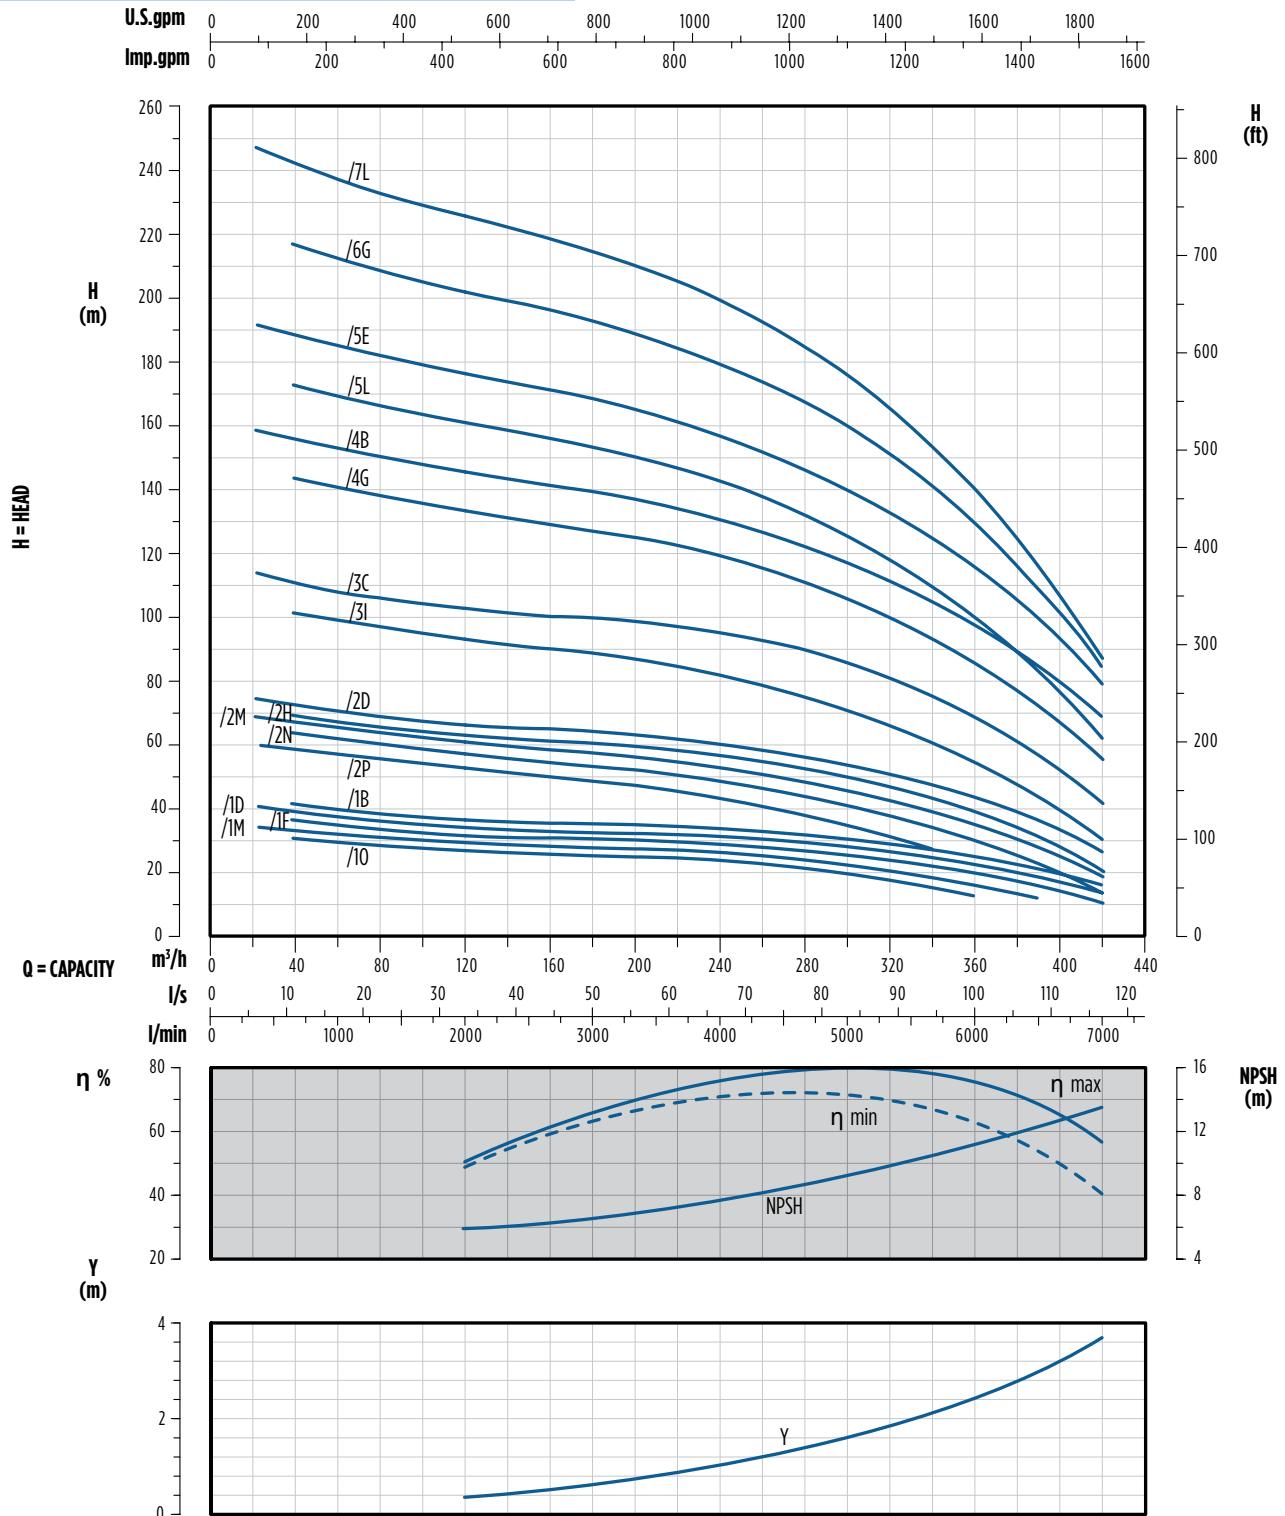 U.S.gpm 0 200 400 600 800 1000 1200 1400 1600 1800
Imp.gpm 0 200 400 600 800 1000 1200 1400 1600
H
(m)
H
(ft)
H = HEAD
260
240
220
200
180
160
140
120
100
80
60
40
20
0
800
700
600
500
400
300
200
100
0
/7L
/6G
/5E
/5L
/4B
/4G
/3C
/3I
/2D
/2M
/2H
/2N
/2P
/1B
/1D
/1F
/1M
/1O
Q = CAPACITY
m³/h 0 40 80 120 160 200 240 280 320 360 400 440
l/s 0 10 20 30 40 50 60 70 80 90 100 110 120
l/min 0 1000 2000 3000 4000 5000 6000 7000
η %
80
60
40
20
NPSH
(m)
16
12
8
4
η max
η min
NPSH
Y
(m)
4
2
0
Y